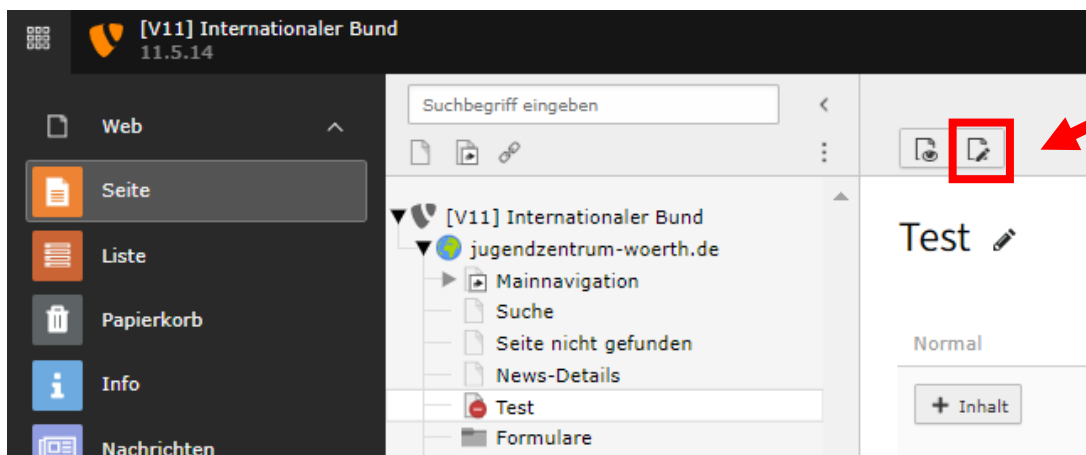 [V11] Internationaler Bund
11.5.14
Web
Seite
Liste
Papierkorb
Info
Nachrichten
Suchbegriff eingeben
[V11] Internationaler Bund
jugendzentrum-woerth.de
Mainnavigation
Suche
Seite nicht gefunden
News-Details
Test
Formulare
Test
Normal
+ Inhalt